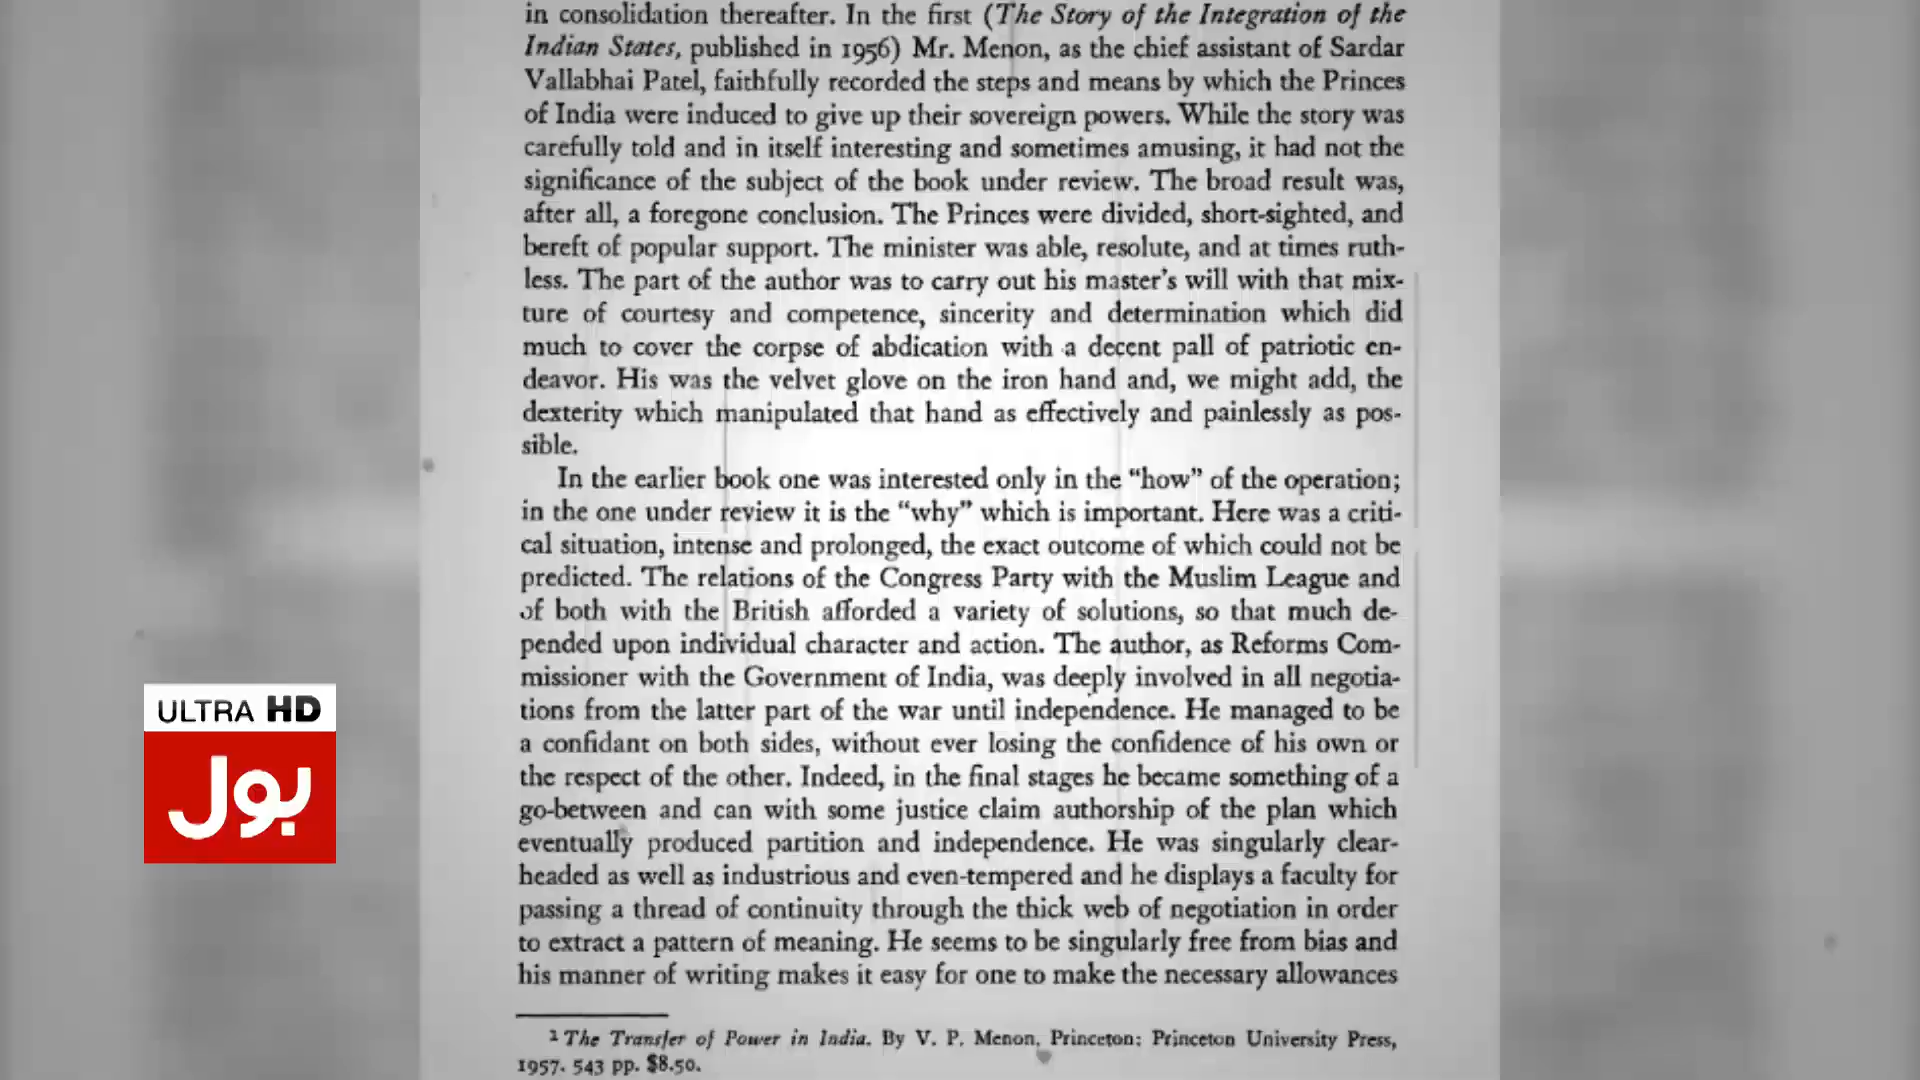 in consolidation thereafter. In the first (The Story of the Integration of the
Indian States, published in 1956) Mr. Menon, as the chief assistant of Sardar
Vallabhai Patel, faithfully recorded the steps and means by which the Princes
of India were induced to give up their sovereign powers. While the story was
carefully told and in itself interesting and sometimes amusing, it had not the
significance of the subject of the book under review. The broad result was,
after all, a foregone conclusion. The Princes were divided, short-sighted, and
bereft of popular support. The minister was able, resolute, and at times ruth-
less. The part of the author was to carry out his master's will with that mix-
ture of courtesy and competence, sincerity and determination which did
much to cover the corpse of abdication with a decent pall of patriotic en-
deavor. His was the velvet glove on the iron hand and, we might add, the
dexterity which manipulated that hand as effectively and painlessly as pos-
sible.
In the earlier book one was interested only in the “how” of the operation;
in the one under review it is the “why” which is important. Here was a criti-
cal situation, intense and prolonged, the exact outcome of which could not be
predicted. The relations of the Congress Party with the Muslim League and
of both with the British afforded a variety of solutions, so that much de-
pended upon individual character and action. The author, as Reforms Com-
missioner with the Government of India, was deeply involved in all negotia-
tions from the latter part of the war until independence. He managed to be
a confidant on both sides, without ever losing the confidence of his own or
the respect of the other. Indeed, in the final stages he became something of a
go-between and can with some justice claim authorship of the plan which
eventually produced partition and independence. He was singularly clear-
headed as well as industrious and even-tempered and he displays a faculty for
passing a thread of continuity through the thick web of negotiation in order
to extract a pattern of meaning. He seems to be singularly free from bias and
his manner of writing makes it easy for one to make the necessary allowances
1 The Transfer of Power in India. By V. P. Menon, Princeton: Princeton University Press,
1957. 543 pp. $8.50.
ULTRA HD
بول